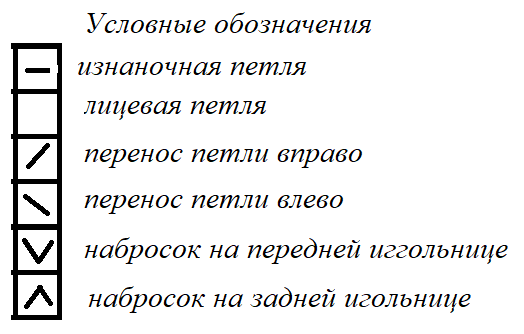 Условные обозначения
изнаночная петля
лицевая петля
перенос петли вправо
перенос петли влево
набросок на передней иггольнице
набросок на задней игольнице